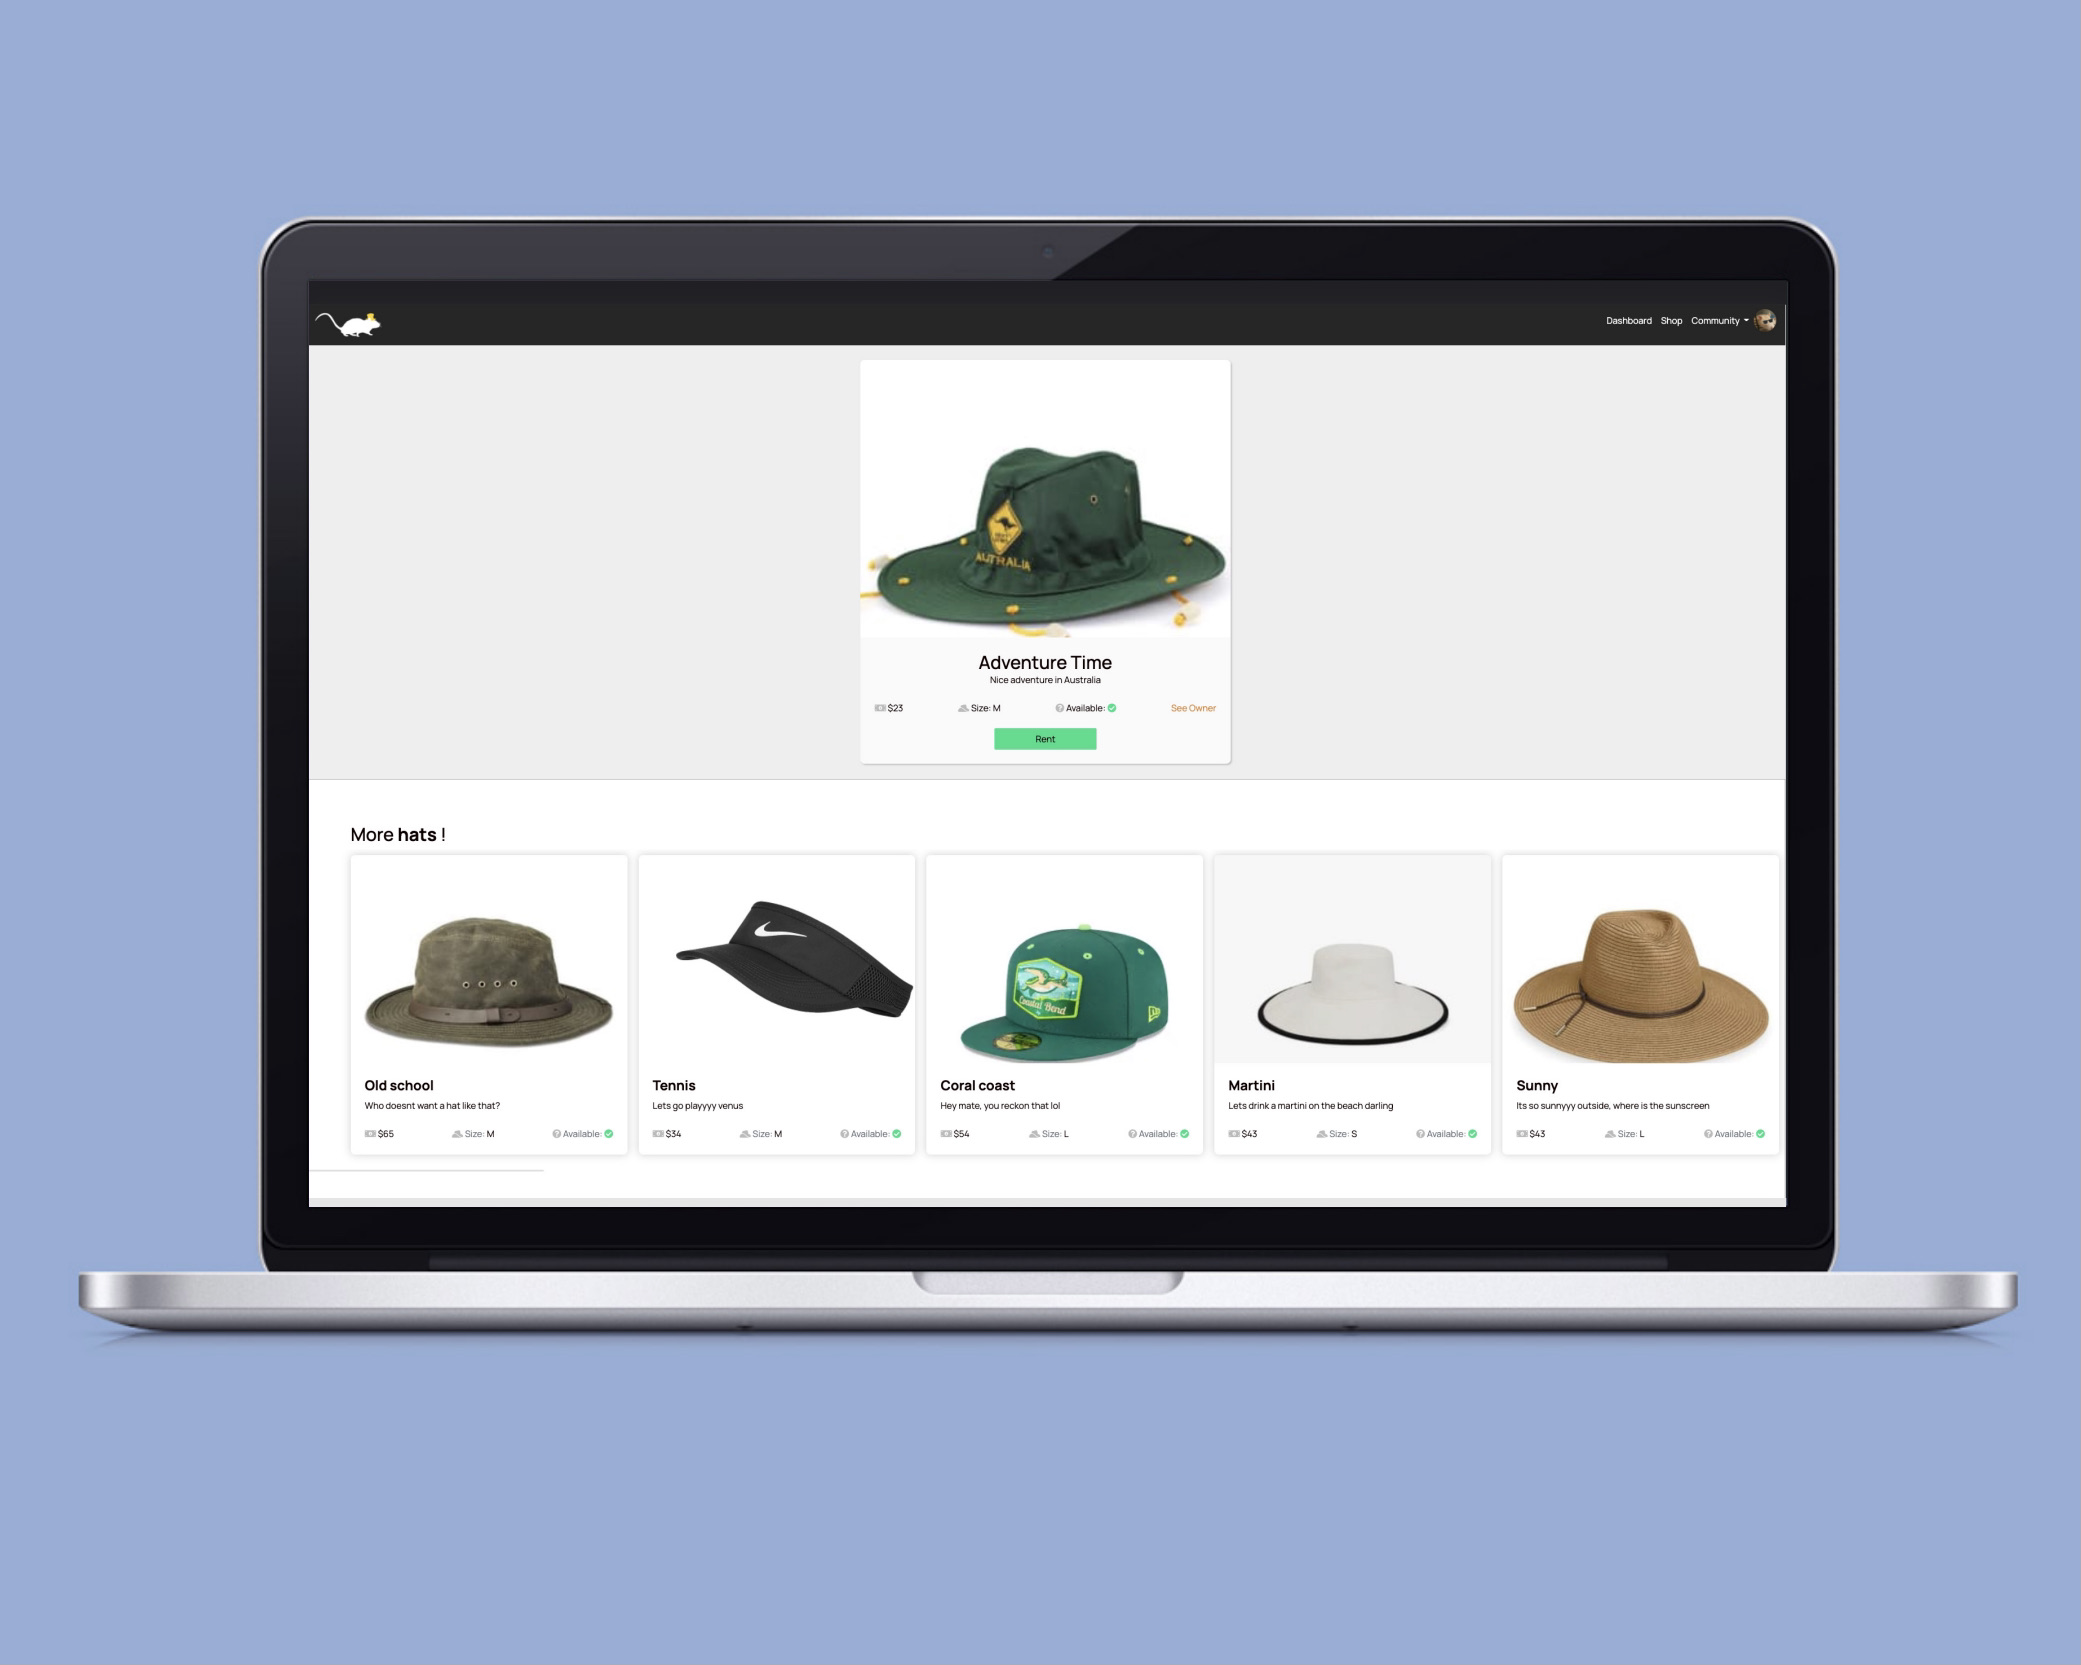 Dashboard Shop Community
AUTRALIA
Adventure Time
Nice adventure in Australia
$23 Size: M Available: See Owner
Rent
More hats !
Coastal Bend
Old school
Who doesnt want a hat like that?
$65 Size: M Available:
Tennis
Lets go playyyy venus
$34 Size: M Available:
Coral coast
Hey mate, you reckon that lol
$54 Size: L Available:
Martini
Lets drink a martini on the beach darling
$43 Size: S Available:
Sunny
Its so sunnyyy outside, where is the sunscreen
$43 Size: L Available: